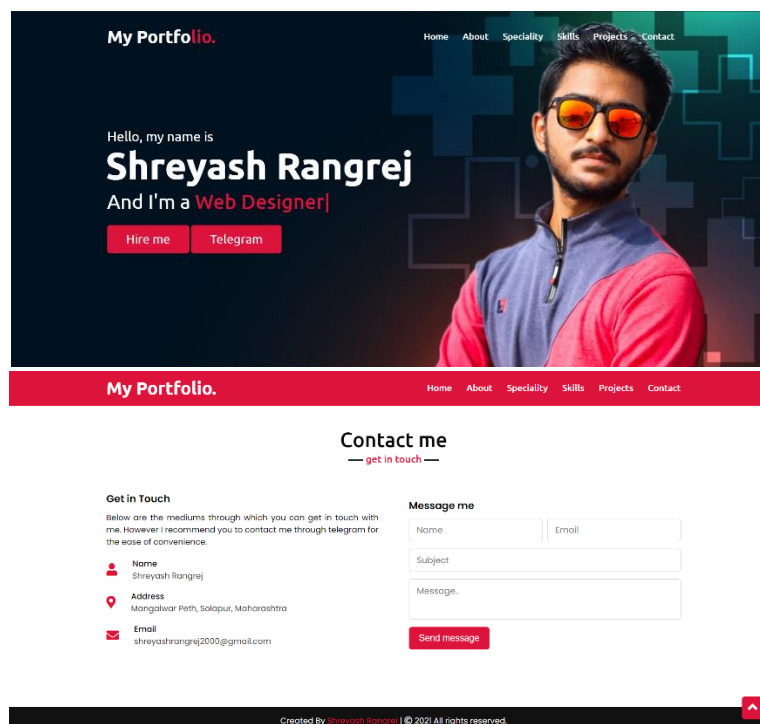 My Portfolio.
Home About Speciality Skills Projects Contact
Hello, my name is
Shreyash Rangrej
And I'm a Web Designer|
Hire me Telegram
My Portfolio.
Home About Speciality Skills Projects Contact
Contact me
get in touch
Get in Touch
Below are the mediums through which you can get in touch with
me. However I recommend you to contact me through telegram for
the ease of convenience.
Name
Shreyash Rangrej
Address
Mangalwar Peth, Solapur, Maharashtra
Email
shreyashrangrej2000@gmail.com
Message me
Name Email
Subject
Message..
Send message
Created By Shreyash Rangrej | © 2021 All rights reserved.